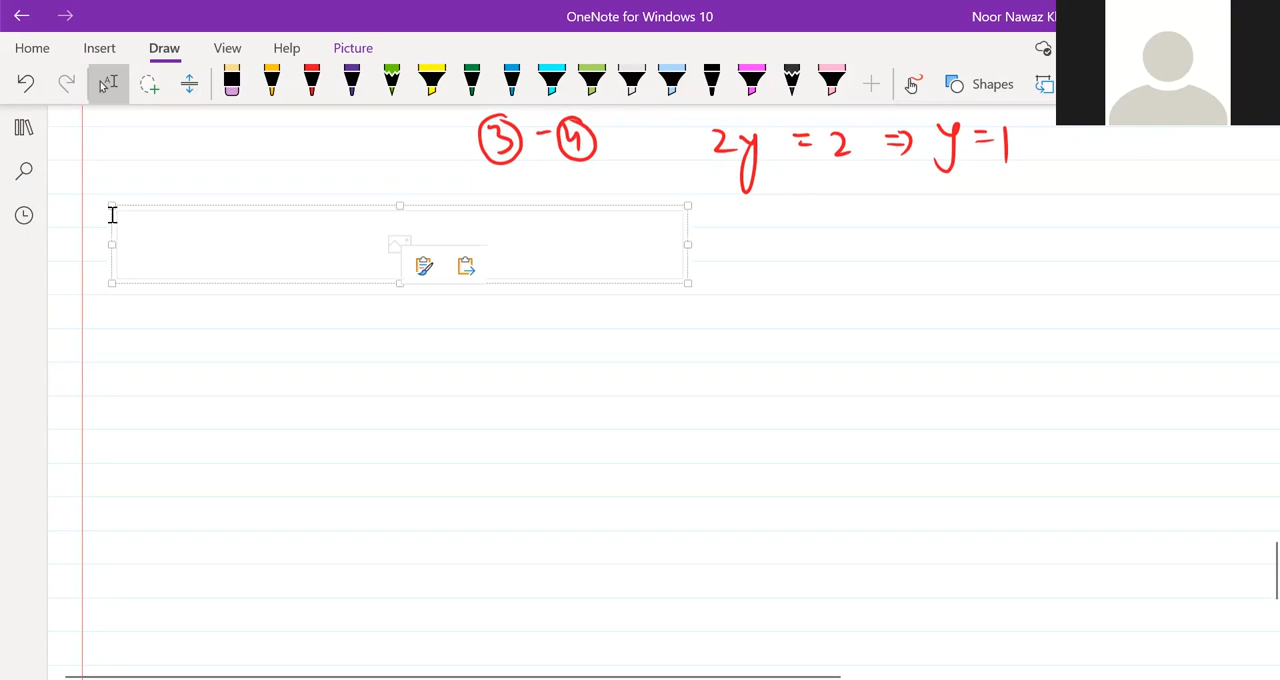 OneNote for Windows 10
Noor Nawaz
Home Insert Draw View Help Picture
Shapes
③ - ④ 2y = 2 ⇒ y = 1